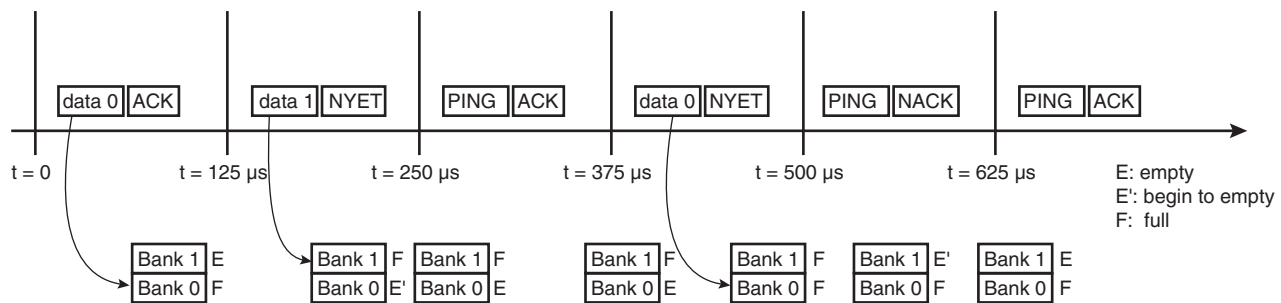 data 0 ACK data 1 NYET PING ACK data 0 NYET PING NACK PING ACK
t = 0 t = 125 μs t = 250 μs t = 375 μs t = 500 μs t = 625 μs
E: empty
E': begin to empty
F: full
Bank 1 E Bank 1 F Bank 1 F Bank 1 F Bank 1 F Bank 1 E' Bank 1 E
Bank 0 F Bank 0 E' Bank 0 E Bank 0 E Bank 0 F Bank 0 F Bank 0 F